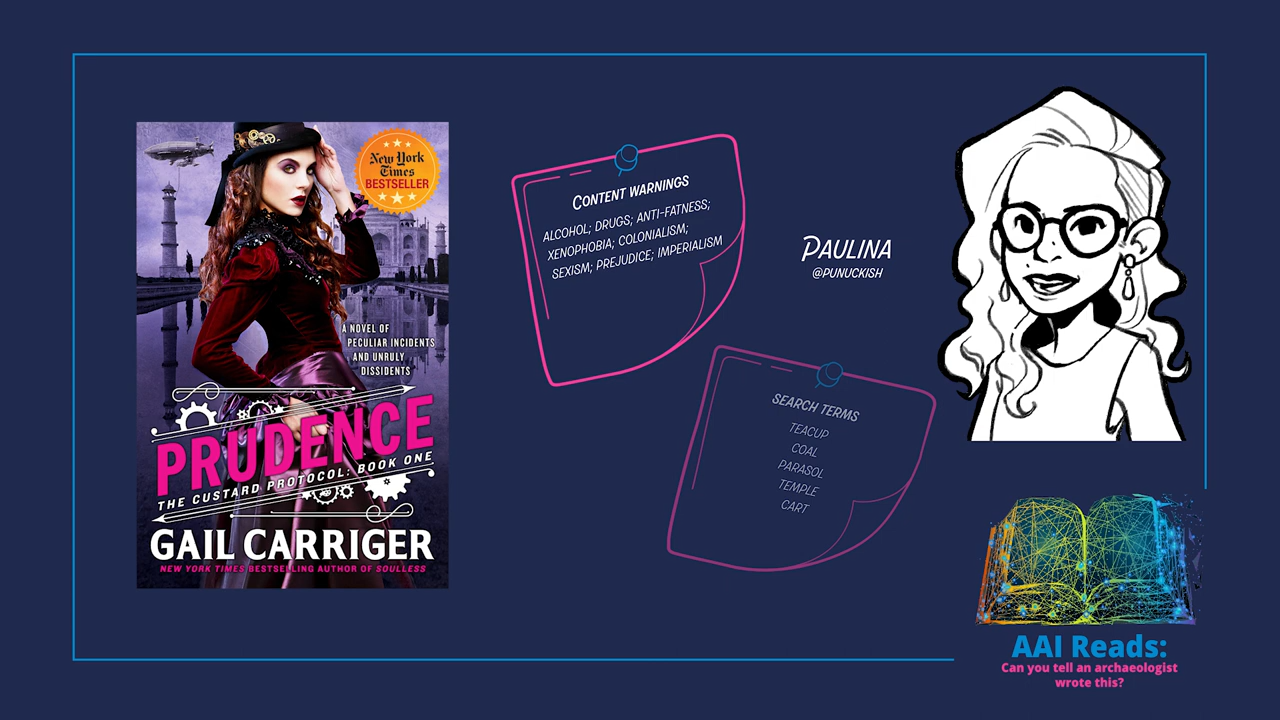 New York
Times
BESTSELLER
A NOVEL OF
PECULIAR INCIDENTS
AND UNRULY
DISSIDENTS
PRUDENCE
THE CUSTARD PROTOCOL: BOOK ONE
GAIL CARRIGER
NEW YORK TIMES BESTSELLING AUTHOR OF SOULLESS
CONTENT WARNINGS
ALCOHOL; DRUGS; ANTI-FATNESS;
XENOPHOBIA; COLONIALISM;
SEXISM; PREJUDICE; IMPERIALISM
PAULINA
@PUNUCKISH
SEARCH TERMS
TEACUP
COAL
PARASOL
TEMPLE
CART
AAI Reads:
Can you tell an archaeologist
wrote this?